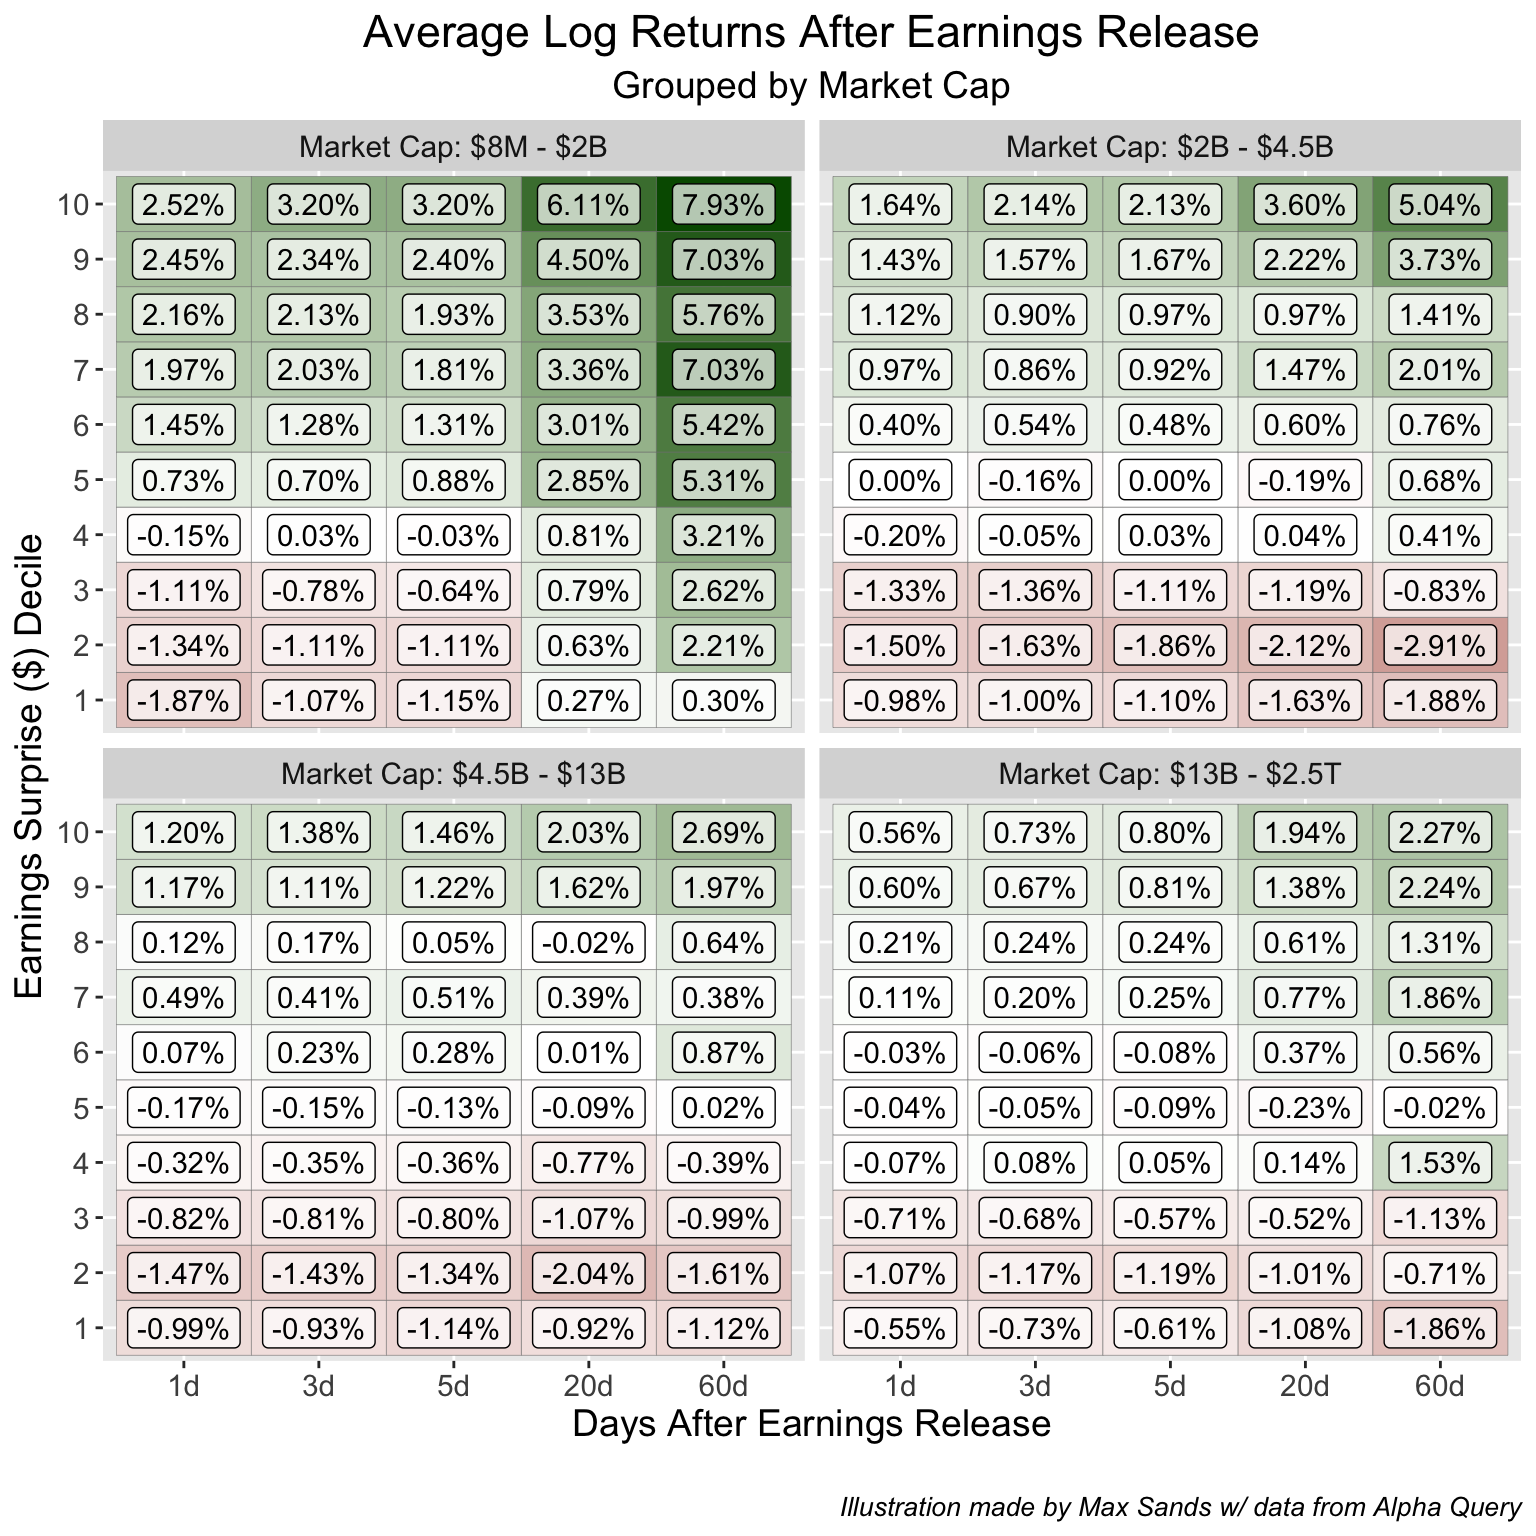 Average Log Returns After Earnings Release
Grouped by Market Cap
Market Cap: $8M - $2B
10 2.52% 3.20% 3.20% 6.11% 7.93%
9 2.45% 2.34% 2.40% 4.50% 7.03%
8 2.16% 2.13% 1.93% 3.53% 5.76%
7 1.97% 2.03% 1.81% 3.36% 7.03%
6 1.45% 1.28% 1.31% 3.01% 5.42%
5 0.73% 0.70% 0.88% 2.85% 5.31%
4 -0.15% 0.03% -0.03% 0.81% 3.21%
3 -1.11% -0.78% -0.64% 0.79% 2.62%
2 -1.34% -1.11% -1.11% 0.63% 2.21%
1 -1.87% -1.07% -1.15% 0.27% 0.30%
Market Cap: $2B - $4.5B
1.64% 2.14% 2.13% 3.60% 5.04%
1.43% 1.57% 1.67% 2.22% 3.73%
1.12% 0.90% 0.97% 0.97% 1.41%
0.97% 0.86% 0.92% 1.47% 2.01%
0.40% 0.54% 0.48% 0.60% 0.76%
0.00% -0.16% 0.00% -0.19% 0.68%
-0.20% -0.05% 0.03% 0.04% 0.41%
-1.33% -1.36% -1.11% -1.19% -0.83%
-1.50% -1.63% -1.86% -2.12% -2.91%
-0.98% -1.00% -1.10% -1.63% -1.88%
Earnings Surprise ($) Decile
Market Cap: $4.5B - $13B
10 1.20% 1.38% 1.46% 2.03% 2.69%
9 1.17% 1.11% 1.22% 1.62% 1.97%
8 0.12% 0.17% 0.05% -0.02% 0.64%
7 0.49% 0.41% 0.51% 0.39% 0.38%
6 0.07% 0.23% 0.28% 0.01% 0.87%
5 -0.17% -0.15% -0.13% -0.09% 0.02%
4 -0.32% -0.35% -0.36% -0.77% -0.39%
3 -0.82% -0.81% -0.80% -1.07% -0.99%
2 -1.47% -1.43% -1.34% -2.04% -1.61%
1 -0.99% -0.93% -1.14% -0.92% -1.12%
1d 3d 5d 20d 60d
Market Cap: $13B - $2.5T
0.56% 0.73% 0.80% 1.94% 2.27%
0.60% 0.67% 0.81% 1.38% 2.24%
0.21% 0.24% 0.24% 0.61% 1.31%
0.11% 0.20% 0.25% 0.77% 1.86%
-0.03% -0.06% -0.08% 0.37% 0.56%
-0.04% -0.05% -0.09% -0.23% -0.02%
-0.07% 0.08% 0.05% 0.14% 1.53%
-0.71% -0.68% -0.57% -0.52% -1.13%
-1.07% -1.17% -1.19% -1.01% -0.71%
-0.55% -0.73% -0.61% -1.08% -1.86%
1d 3d 5d 20d 60d
Days After Earnings Release
Illustration made by Max Sands w/ data from Alpha Query